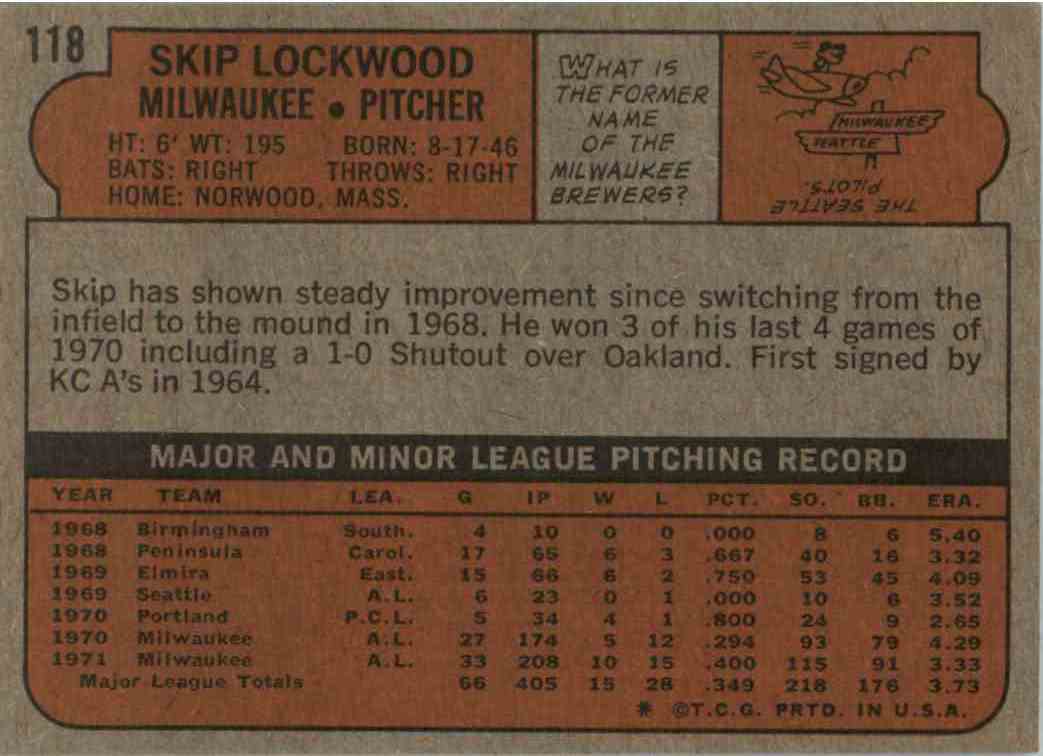 118
SKIP LOCKWOOD
MILWAUKEE • PITCHER
HT: 6' WT: 195 BORN: 8-17-46
BATS: RIGHT THROWS: RIGHT
HOME: NORWOOD, MASS.
WHAT IS
THE FORMER
NAME
OF THE
MILWAUKEE
BREWERS?
MILWAUKEE
SEATTLE
THE SEATTLE
PILOTS.
Skip has shown steady improvement since switching from the
infield to the mound in 1968. He won 3 of his last 4 games of
1970 including a 1-0 Shutout over Oakland. First signed by
KC A's in 1964.
MAJOR AND MINOR LEAGUE PITCHING RECORD
YEAR TEAM LEA. G IP W L PCT. SO. BB. ERA.
1968 Birmingham South. 4 10 0 0 .000 8 6 5.40
1968 Peninsula Carol. 17 65 6 3 .667 40 16 3.32
1969 Elmira East. 15 66 6 2 .750 53 45 4.09
1969 Seattle A.L. 6 23 0 1 .000 10 6 3.52
1970 Portland P.C.L. 5 34 4 1 .800 24 9 2.65
1970 Milwaukee A.L. 27 174 5 12 .294 93 79 4.29
1971 Milwaukee A.L. 33 208 10 15 .400 115 91 3.33
Major League Totals 66 405 15 28 .349 218 176 3.73
* ©T.C.G. PRTD. IN U.S.A.